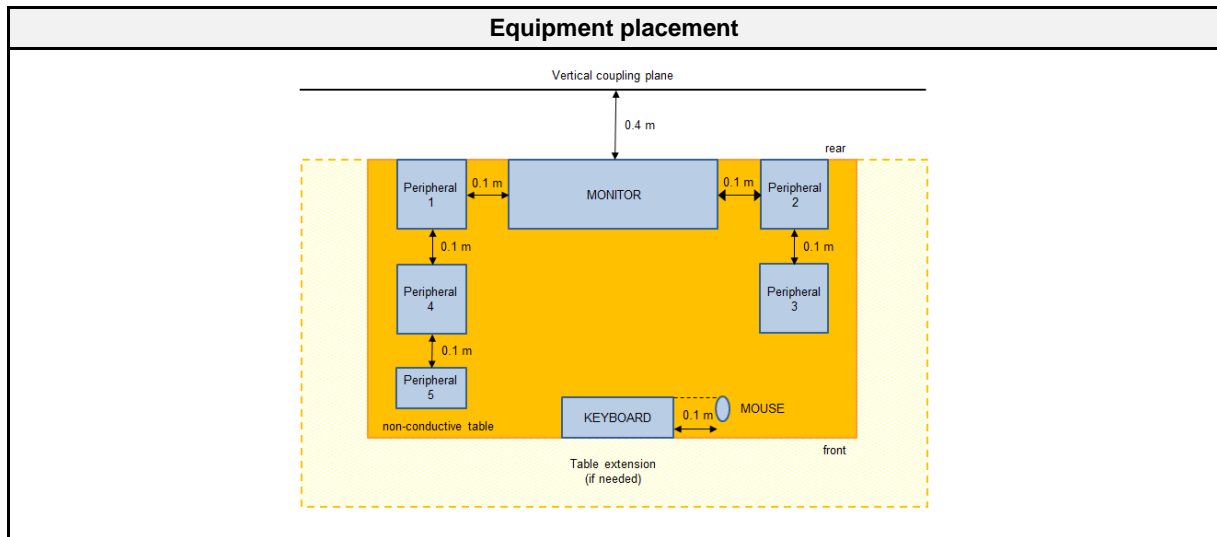 Equipment placement
Vertical coupling plane
0.4 m
rear
Peripheral
1
0.1 m
MONITOR
0.1 m
Peripheral
2
0.1 m
0.1 m
Peripheral
4
Peripheral
3
0.1 m
Peripheral
5
KEYBOARD
0.1 m
MOUSE
non-conductive table
front
Table extension
(if needed)